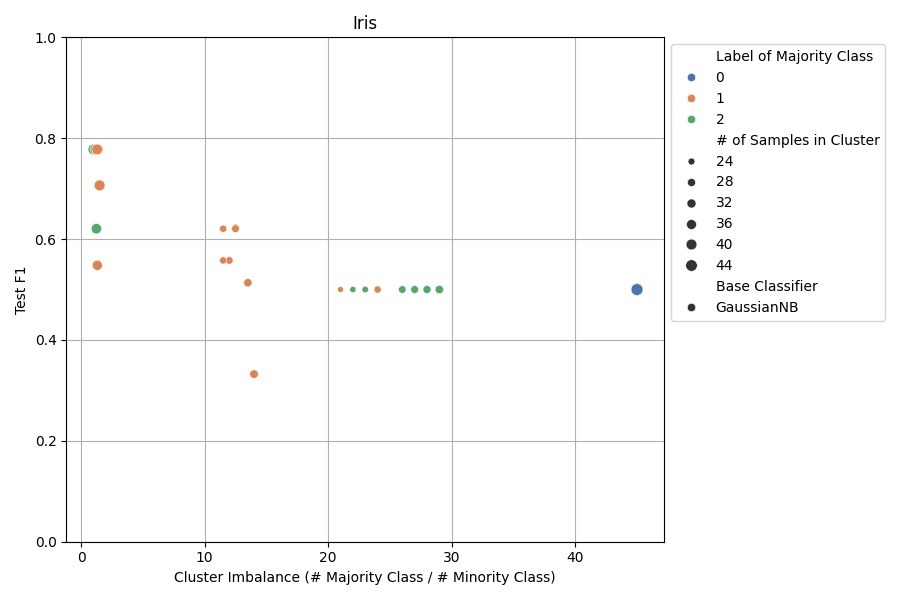 Iris
1.0
0.8
0.6
0.4
0.2
0.0
Test F1
0
10
20
30
40
Cluster Imbalance (# Majority Class / # Minority Class)
Label of Majority Class
0
1
2
# of Samples in Cluster
24
28
32
36
40
44
Base Classifier
GaussianNB